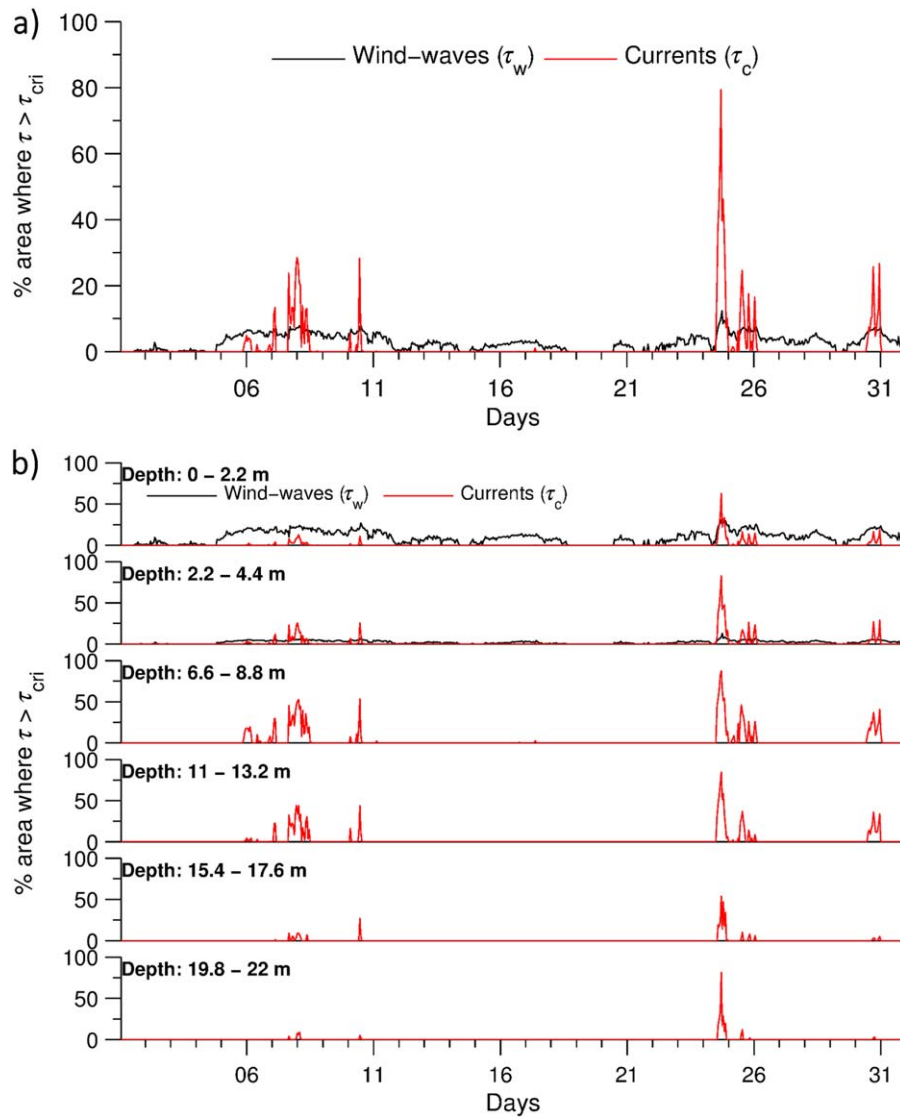 a)
% area where τ > τcri
100
80
60
40
20
0
Wind−waves (τw)
Currents (τc)
06 11 16 21 26 31
Days
b)
% area where τ > τcri
100
50
0
Depth: 0 − 2.2 m
Wind−waves (τw)
Currents (τc)
100
50
0
Depth: 2.2 − 4.4 m
100
50
0
Depth: 6.6 − 8.8 m
100
50
0
Depth: 11 − 13.2 m
100
50
0
Depth: 15.4 − 17.6 m
100
50
0
Depth: 19.8 − 22 m
06 11 16 21 26 31
Days